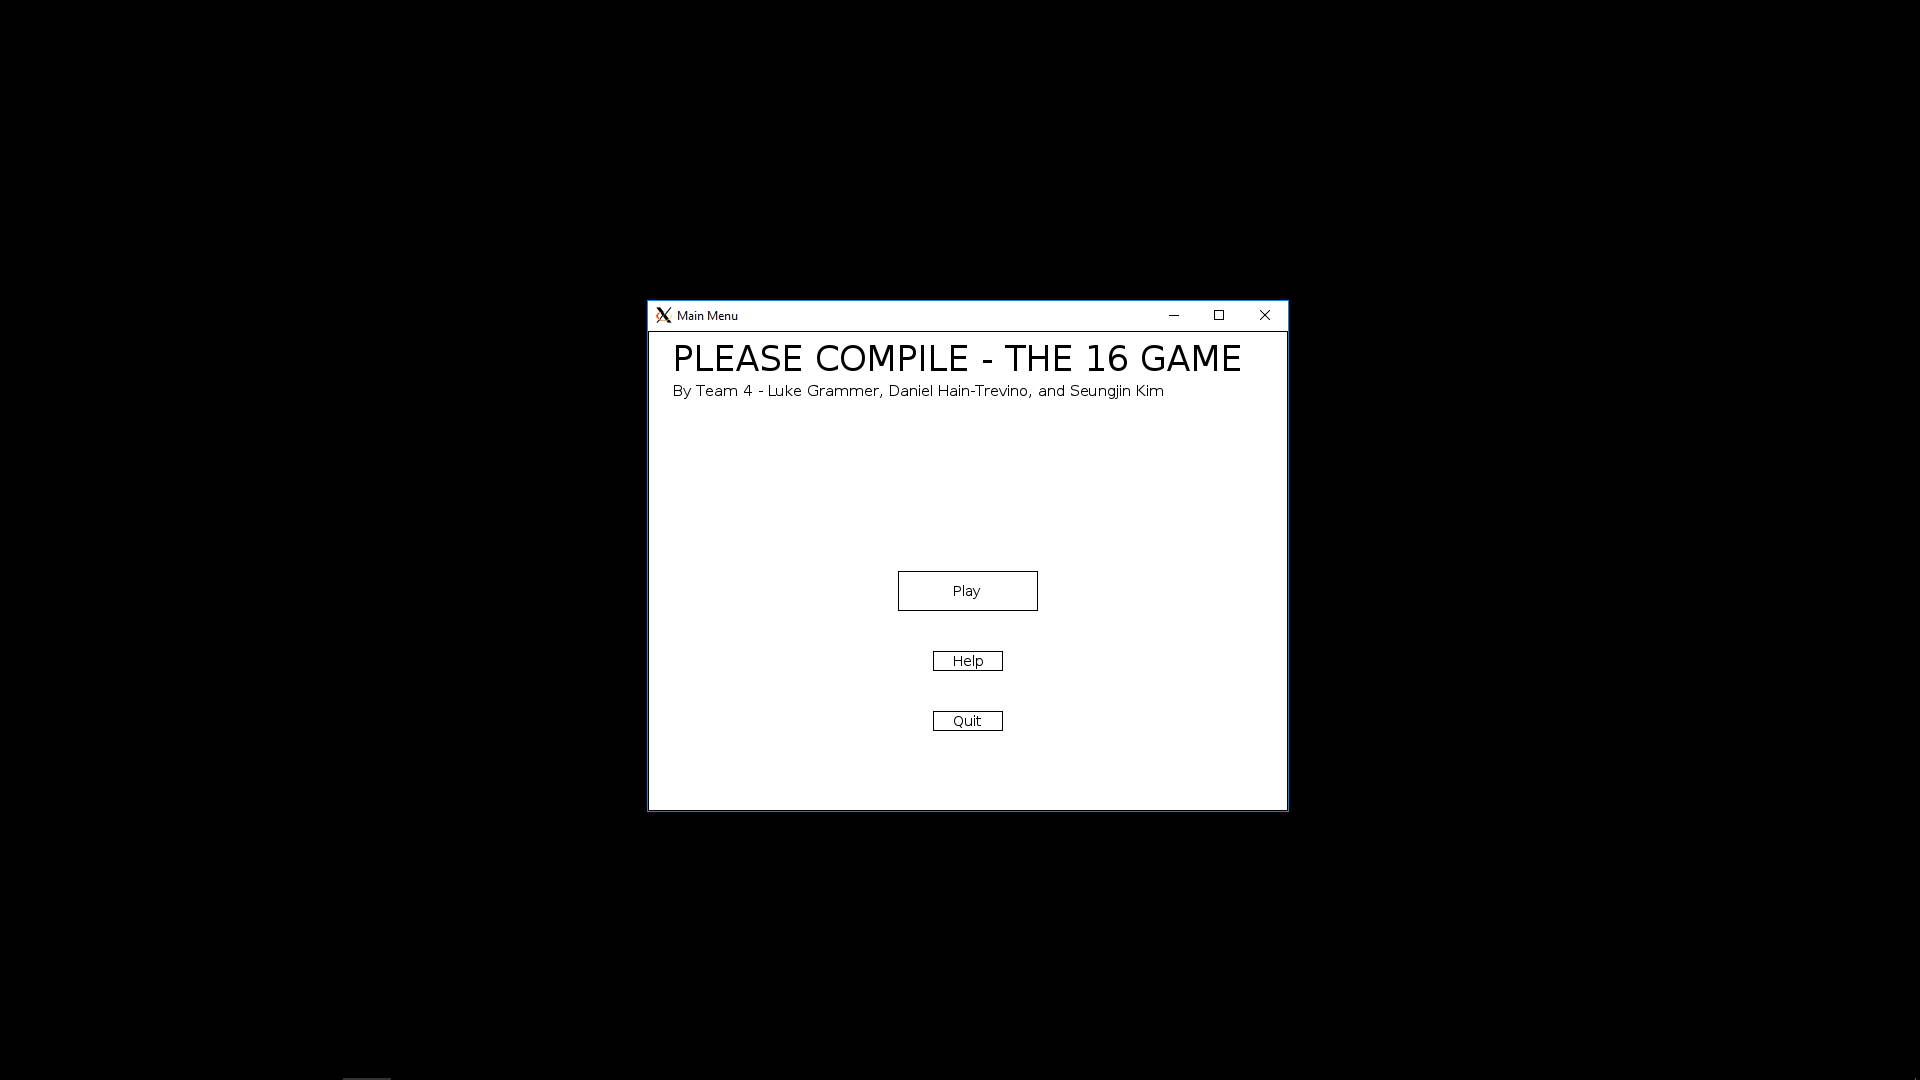 Main Menu
PLEASE COMPILE - THE 16 GAME
By Team 4 - Luke Grammer, Daniel Hain-Trevino, and Seungjin Kim
Play
Help
Quit